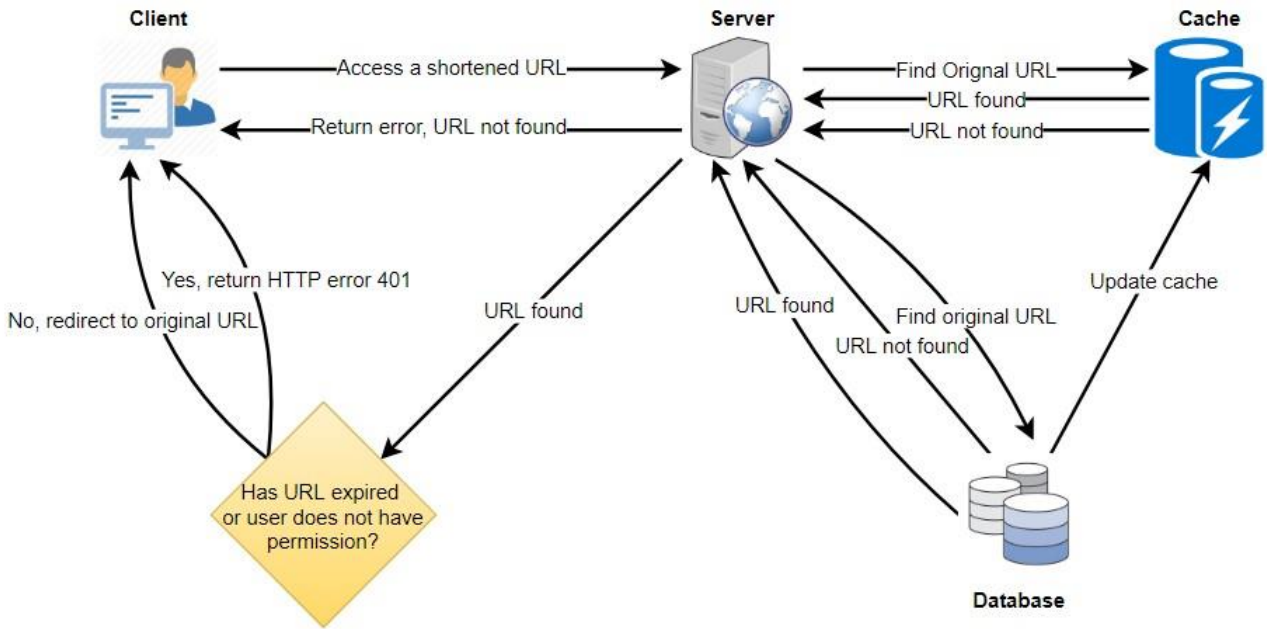 Client
Server
Cache
Access a shortened URL
Find Orignal URL
URL found
Return error, URL not found
URL not found
Yes, return HTTP error 401
No, redirect to original URL
URL found
URL found
Find original URL
URL not found
Update cache
Has URL expired
or user does not have
permission?
Database